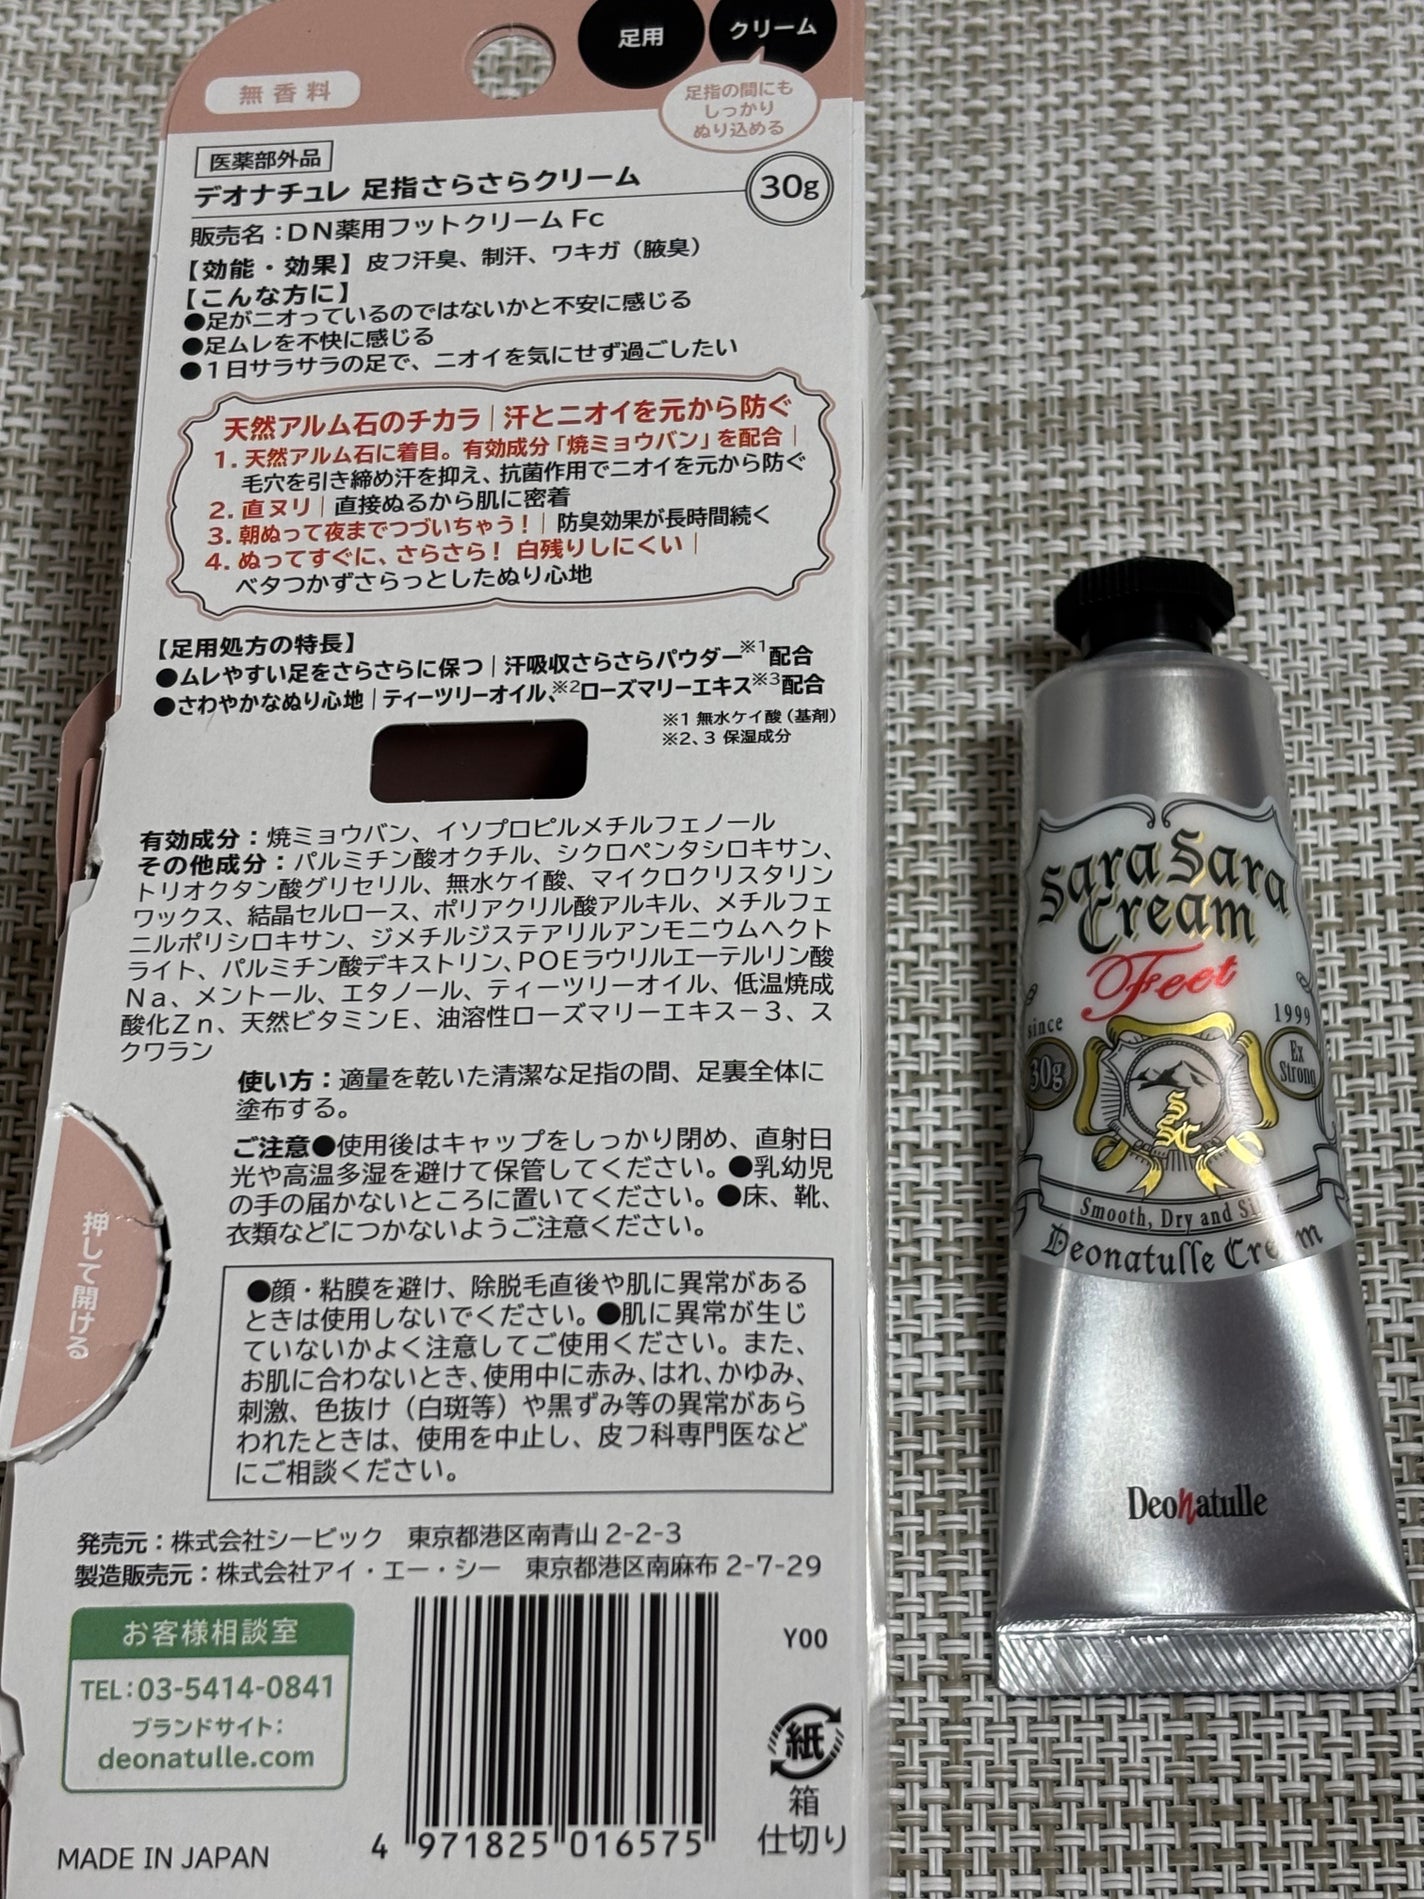 足用
クリーム
無香料
足指の間にも
しっかり
ぬり込める
医薬部外品
デオナチュレ 足指さらさらクリーム
30g
販売名：DN薬用フットクリーム Fc
【効能・効果】皮フ汗臭、制汗、ワキガ（腋臭）
【こんな方に】
●足がニオっているのではないかと不安に感じる
●足ムレを不快に感じる
●1日サラサラの足で、ニオイを気にせず過ごしたい
天然アルム石のチカラ｜汗とニオイを元から防ぐ
1. 天然アルム石に着目。有効成分「焼ミョウバン」を配合｜
毛穴を引き締め汗を抑え、抗菌作用でニオイを元から防ぐ
2. 直ヌリ｜直接ぬるから肌に密着
3. 朝ぬって夜までつづいちゃう！｜防臭効果が長時間続く
4. ぬってすぐに、さらさら！ 白残りしにくい｜
ベタつかずさらっとしたぬり心地
【足用処方の特長】
●ムレやすい足をさらさらに保つ｜汗吸収さらさらパウダー※1配合
●さわやかなぬり心地｜ティーツリーオイル、※2ローズマリーエキス※3配合
※1 無水ケイ酸（基剤）
※2、3 保湿成分
有効成分：焼ミョウバン、イソプロピルメチルフェノール
その他成分：パルミチン酸オクチル、シクロペンタシロキサン、
トリオクタン酸グリセリル、無水ケイ酸、マイクロクリスタリン
ワックス、結晶セルロース、ポリアクリル酸アルキル、メチルフェ
ニルポリシロキサン、ジメチルジステアリルアンモニウムヘクト
ライト、パルミチン酸デキストリン、POEラウリルエーテルリン酸
Na、メントール、エタノール、ティーツリーオイル、低温焼成
酸化Zn、天然ビタミンE、油溶性ローズマリーエキス－3、ス
クワラン
使い方：適量を乾いた清潔な足指の間、足裏全体に
塗布する。
ご注意●使用後はキャップをしっかり閉め、直射日
光や高温多湿を避けて保管してください。●乳幼児
の手の届かないところに置いてください。●床、靴、
衣類などにつかないようご注意ください。
押して開ける
●顔・粘膜を避け、除脱毛直後や肌に異常がある
ときは使用しないでください。●肌に異常が生じ
ていないかよく注意してご使用ください。また、
お肌に合わないとき、使用中に赤み、はれ、かゆみ、
刺激、色抜け（白斑等）や黒ずみ等の異常があら
われたときは、使用を中止し、皮フ科専門医など
にご相談ください。
発売元：株式会社シービック 東京都港区南青山 2-2-3
製造販売元：株式会社アイ・エー・シー 東京都港区南麻布 2-7-29
お客様相談室
TEL：03-5414-0841
ブランドサイト：
deonatulle.com
Y00
紙
箱
仕切り
4 971825 016575
MADE IN JAPAN
Sara Sara
Cream
Feet
since
1999
30g
Ex
Strong
SSC
Smooth, Dry and
Deonatulle Cream
Deonatulle